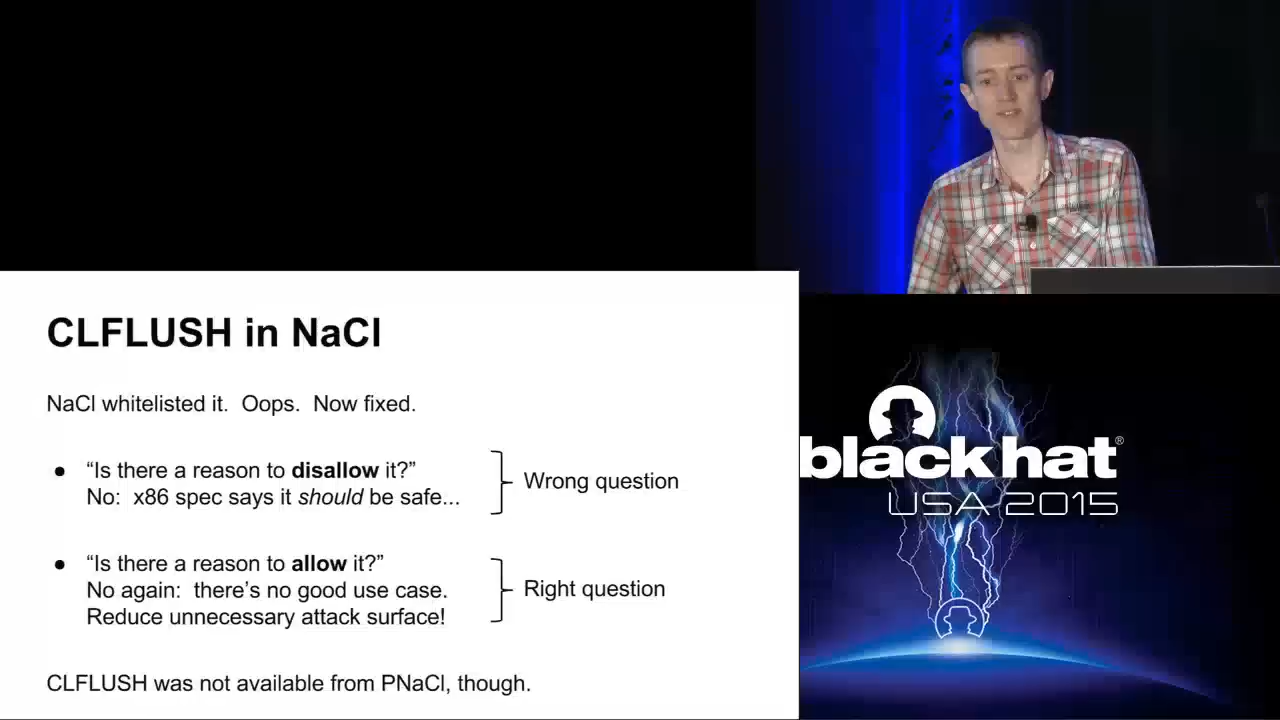 CLFLUSH in NaCl
NaCl whitelisted it.  Oops.  Now fixed.
● “Is there a reason to disallow it?”
No:  x86 spec says it should be safe...
Wrong question
● “Is there a reason to allow it?”
No again:  there’s no good use case.
Reduce unnecessary attack surface!
Right question
CLFLUSH was not available from PNaCl, though.
black hat®
USA 2015